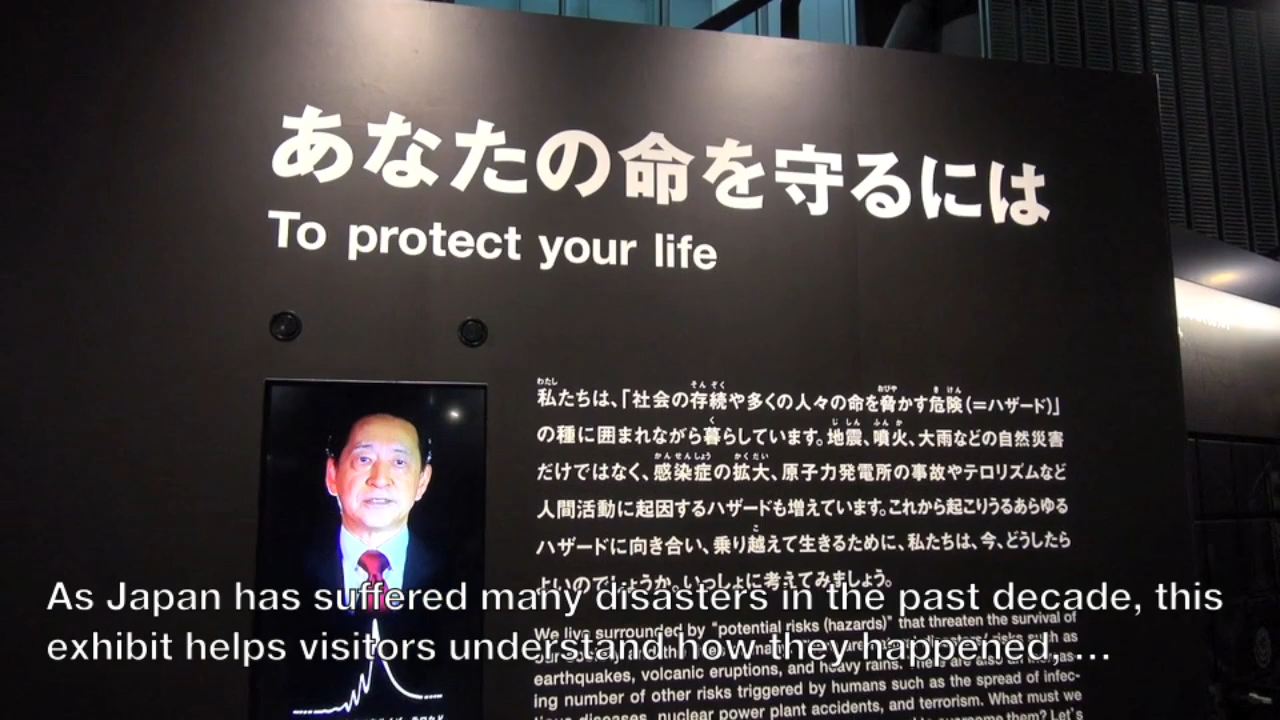 あなたの命を守るには
To protect your life
私たちは、「社会の存続や多くの人々の命を脅かす危険(=ハザード)」
の種に囲まれながら暮らしています。地震、噴火、大雨などの自然災害
だけではなく、感染症の拡大、原子力発電所の事故やテロリズムなど
人間活動に起因するハザードも増えています。これから起こりうるあらゆる
ハザードに向き合い、乗り越えて生きるために、私たちは、今、どうしたら
よいのでしょうか。いっしょに考えてみましょう。
We live surrounded by "potential risks (hazards)" that threaten the survival of
earthquakes, volcanic eruptions, and heavy rains. There are also an increas-
ing number of other risks triggered by humans such as the spread of infec-
tious diseases, nuclear power plant accidents, and terrorism. What must we
overcome them? Let's
As Japan has suffered many disasters in the past decade, this
exhibit helps visitors understand how they happened, …